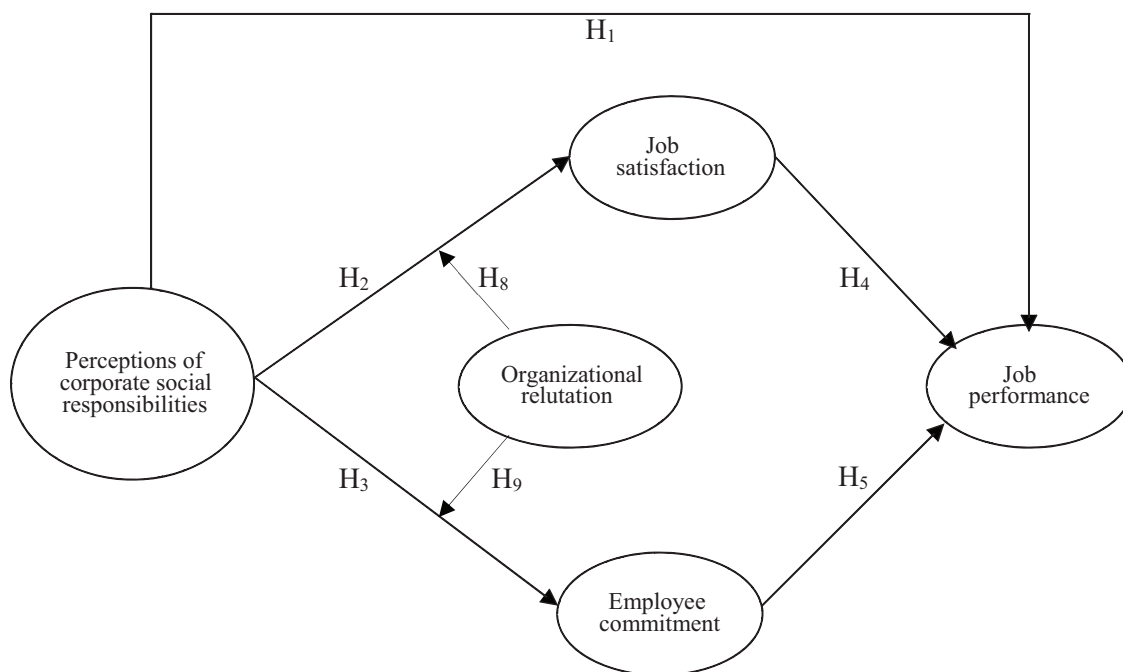 H₁
Job
satisfaction
H₂
H₈
H₄
Perceptions of
corporate social
responsibilities
Organizational
relutation
Job
performance
H₃
H₉
H₅
Employee
commitment